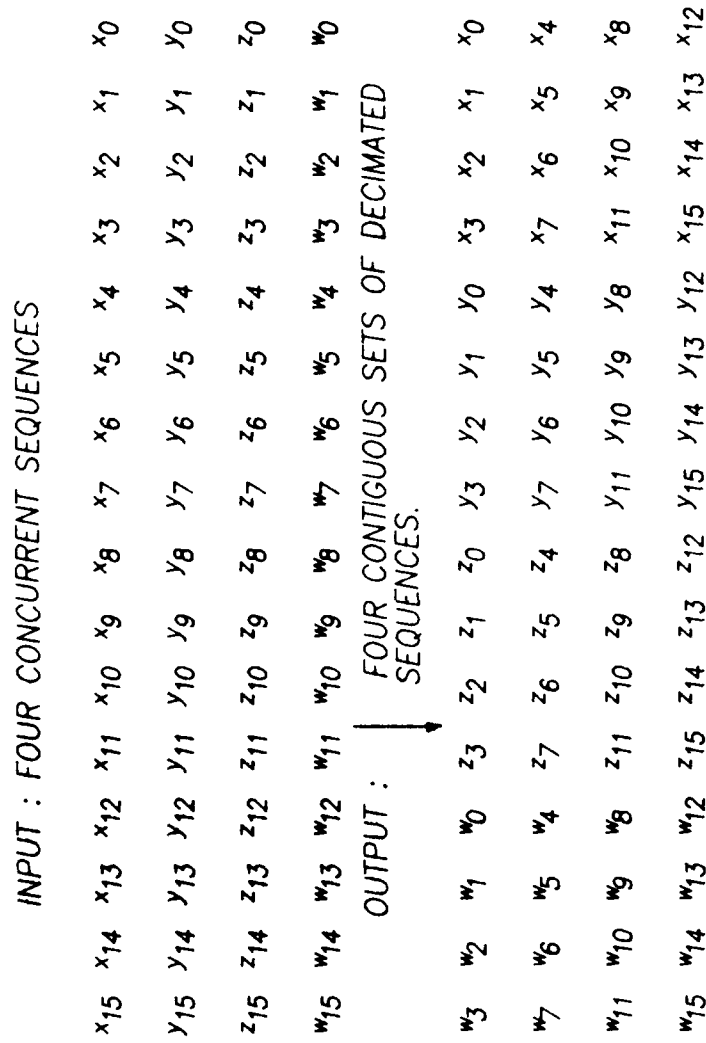 INPUT : FOUR CONCURRENT SEQUENCES
x15 x14 x13 x12 x11 x10 x9 x8 x7 x6 x5 x4 x3 x2 x1 x0
y15 y14 y13 y12 y11 y10 y9 y8 y7 y6 y5 y4 y3 y2 y1 y0
z15 z14 z13 z12 z11 z10 z9 z8 z7 z6 z5 z4 z3 z2 z1 z0
w15 w14 w13 w12 w11 w10 w9 w8 w7 w6 w5 w4 w3 w2 w1 w0
OUTPUT : FOUR CONTIGUOUS SETS OF DECIMATED
SEQUENCES.
w3 w2 w1 w0 z3 z2 z1 z0 y3 y2 y1 y0 x3 x2 x1 x0
w7 w6 w5 w4 z7 z6 z5 z4 y7 y6 y5 y4 x7 x6 x5 x4
w11 w10 w9 w8 z11 z10 z9 z8 y11 y10 y9 y8 x11 x10 x9 x8
w15 w14 w13 w12 z15 z14 z13 z12 y15 y14 y13 y12 x15 x14 x13 x12